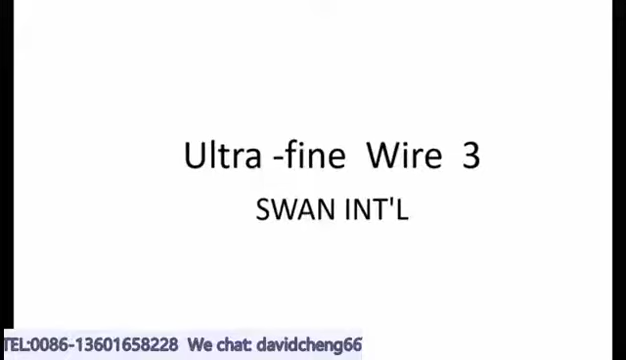 Ultra -fine Wire 3
SWAN INT'L
TEL:0086-13601658228 We chat: davidcheng66